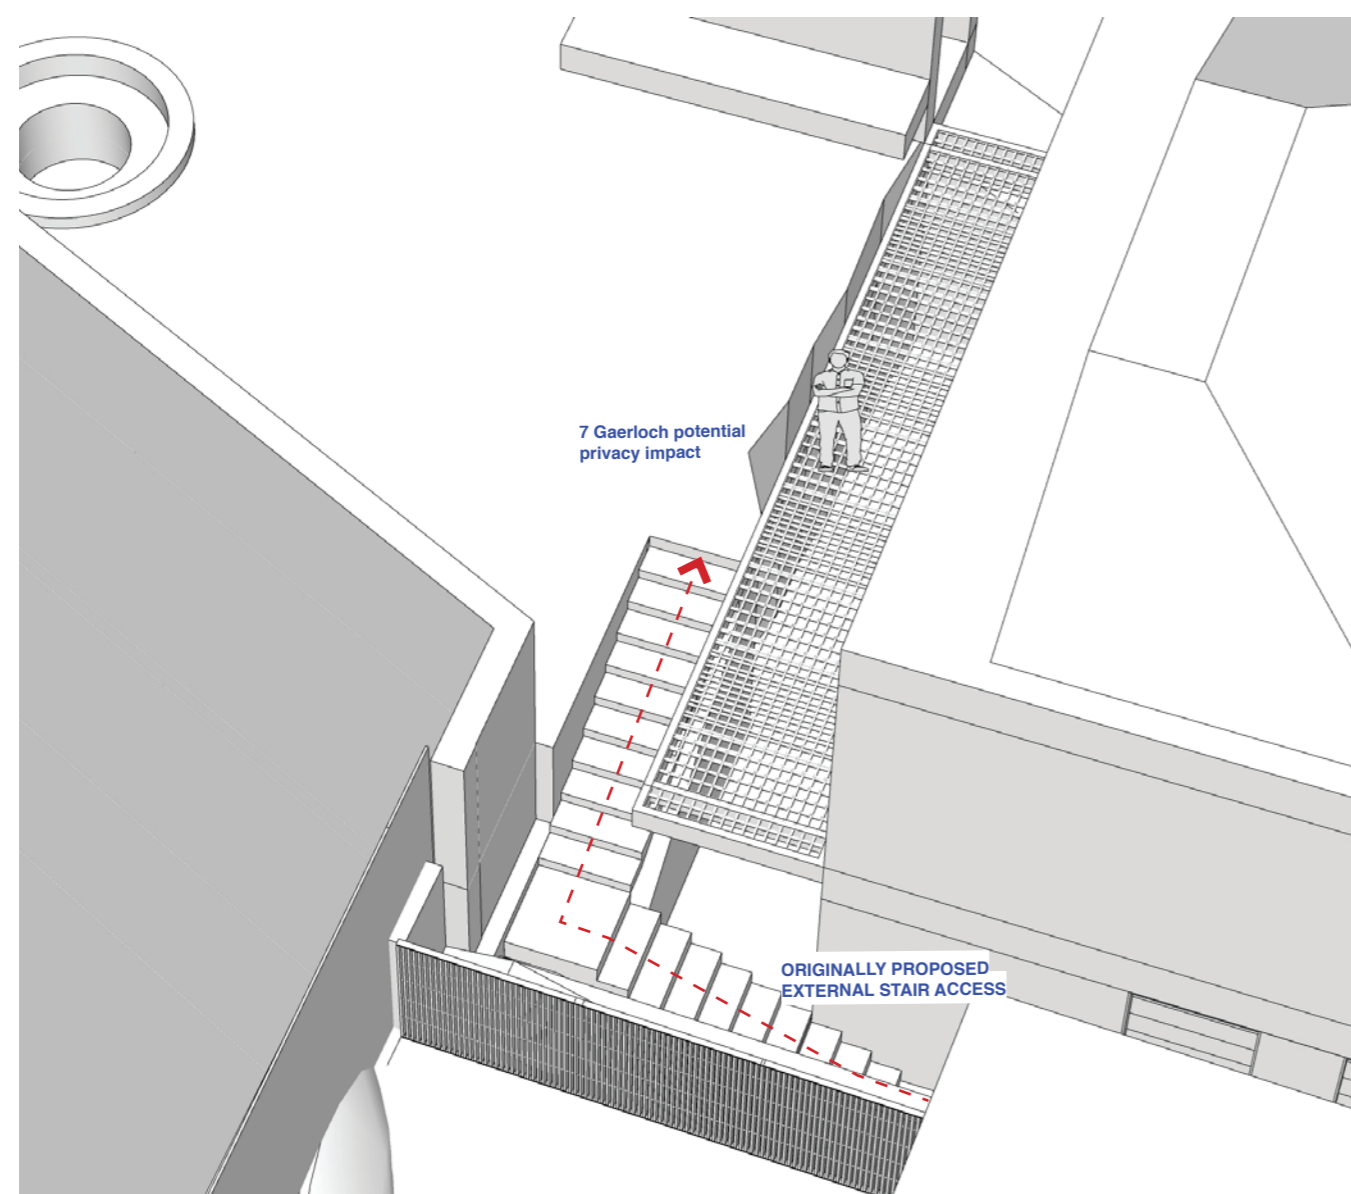 7 Gaerloch potential
privacy impact
ORIGINALLY PROPOSED
EXTERNAL STAIR ACCESS